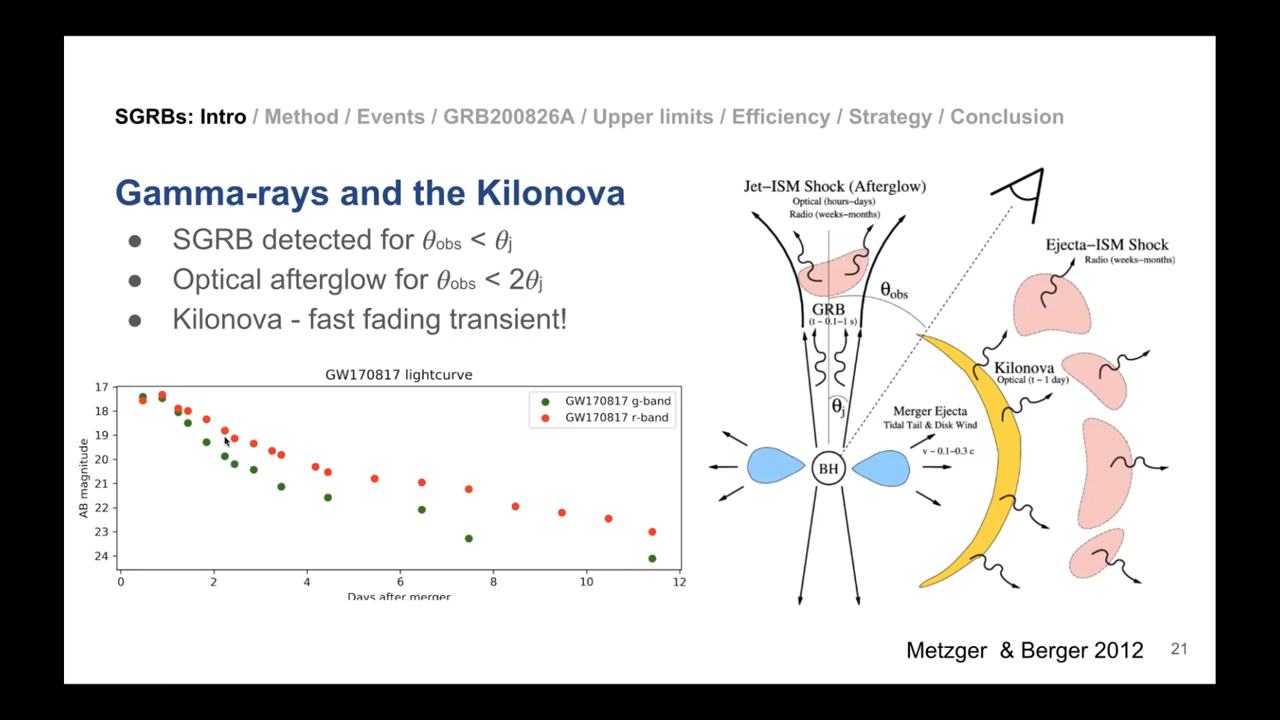 SGRBs: Intro / Method / Events / GRB200826A / Upper limits / Efficiency / Strategy / Conclusion
Gamma-rays and the Kilonova
● SGRB detected for θobs < θj
● Optical afterglow for θobs < 2θj
● Kilonova - fast fading transient!
GW170817 lightcurve
GW170817 g-band
GW170817 r-band
AB magnitude
17
18
19
20
21
22
23
24
0 2 4 6 8 10 12
Days after merger
Jet–ISM Shock (Afterglow)
Optical (hours–days)
Radio (weeks–months)
Ejecta–ISM Shock
Radio (weeks–months)
θobs
GRB
(t ~ 0.1–1 s)
Kilonova
Optical (t ~ 1 day)
θj
Merger Ejecta
Tidal Tail & Disk Wind
v ~ 0.1–0.3 c
BH
Metzger & Berger 2012
21